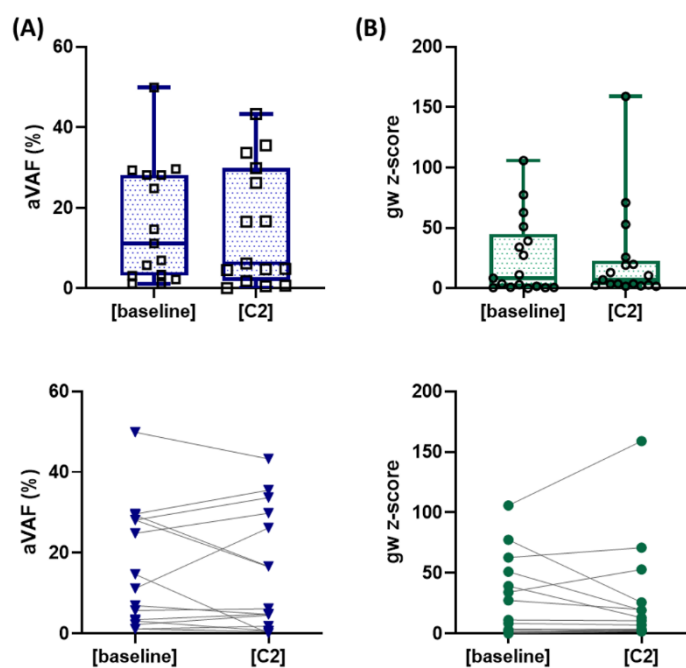 (A)
60
40
20
0
aVAF (%)
[baseline]
[C2]
(B)
200
150
100
50
0
gw z-score
[baseline]
[C2]
60
40
20
0
aVAF (%)
[baseline]
[C2]
200
150
100
50
0
gw z-score
[baseline]
[C2]